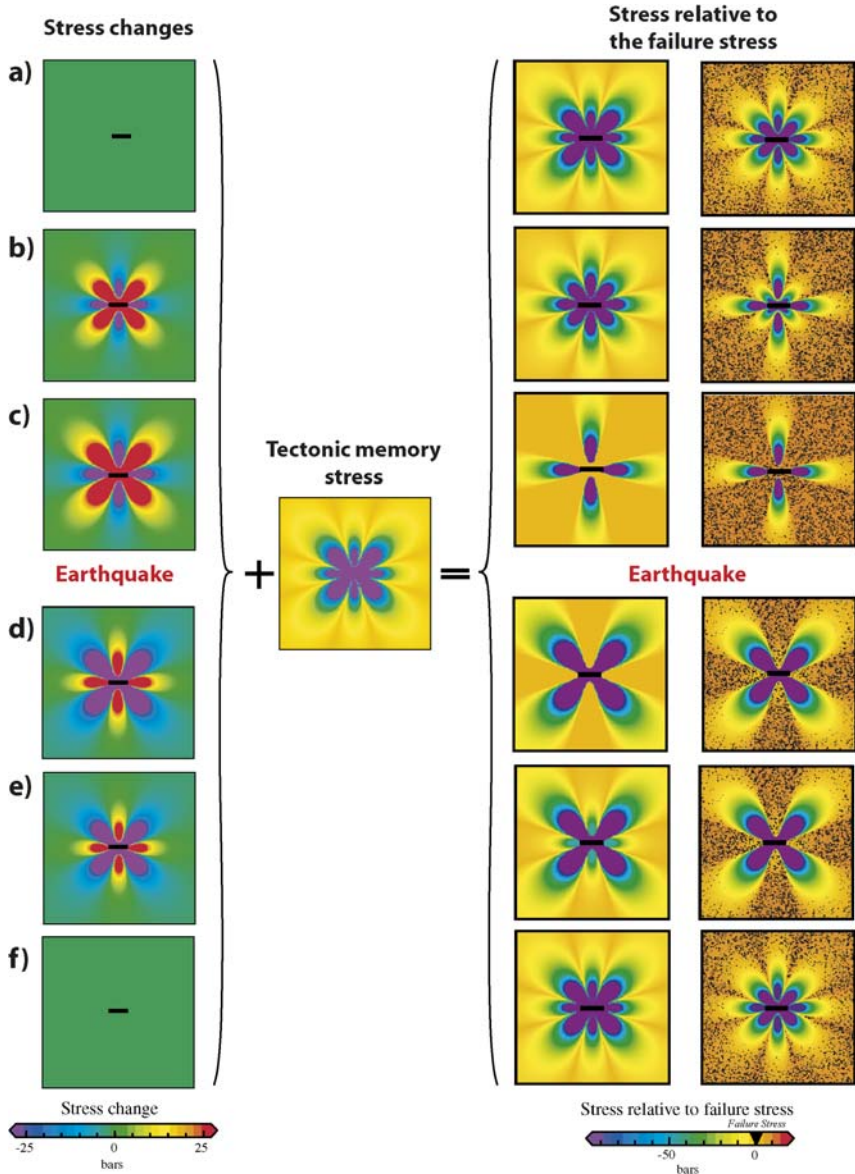 Stress changes
Stress relative to
the failure stress
a)
b)
c)
Tectonic memory
stress
Earthquake
+
=
Earthquake
d)
e)
f)
Stress change
-25
0
25
bars
Stress relative to failure stress
Failure Stress
-50
0
bars